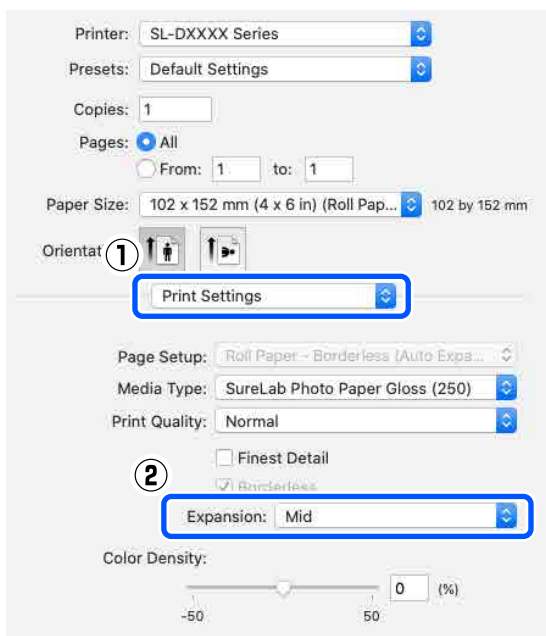 Printer: SL-DXXXX Series
Presets: Default Settings
Copies: 1
Pages: All
From: 1 to: 1
Paper Size: 102 x 152 mm (4 x 6 in) (Roll Pap... 102 by 152 mm
Orientat
①
Print Settings
Page Setup: Roll Paper - Borderless (Auto Expa...
Media Type: SureLab Photo Paper Gloss (250)
Print Quality: Normal
Finest Detail
②
Borderless
Expansion: Mid
Color Density:
0 (%)
-50 50